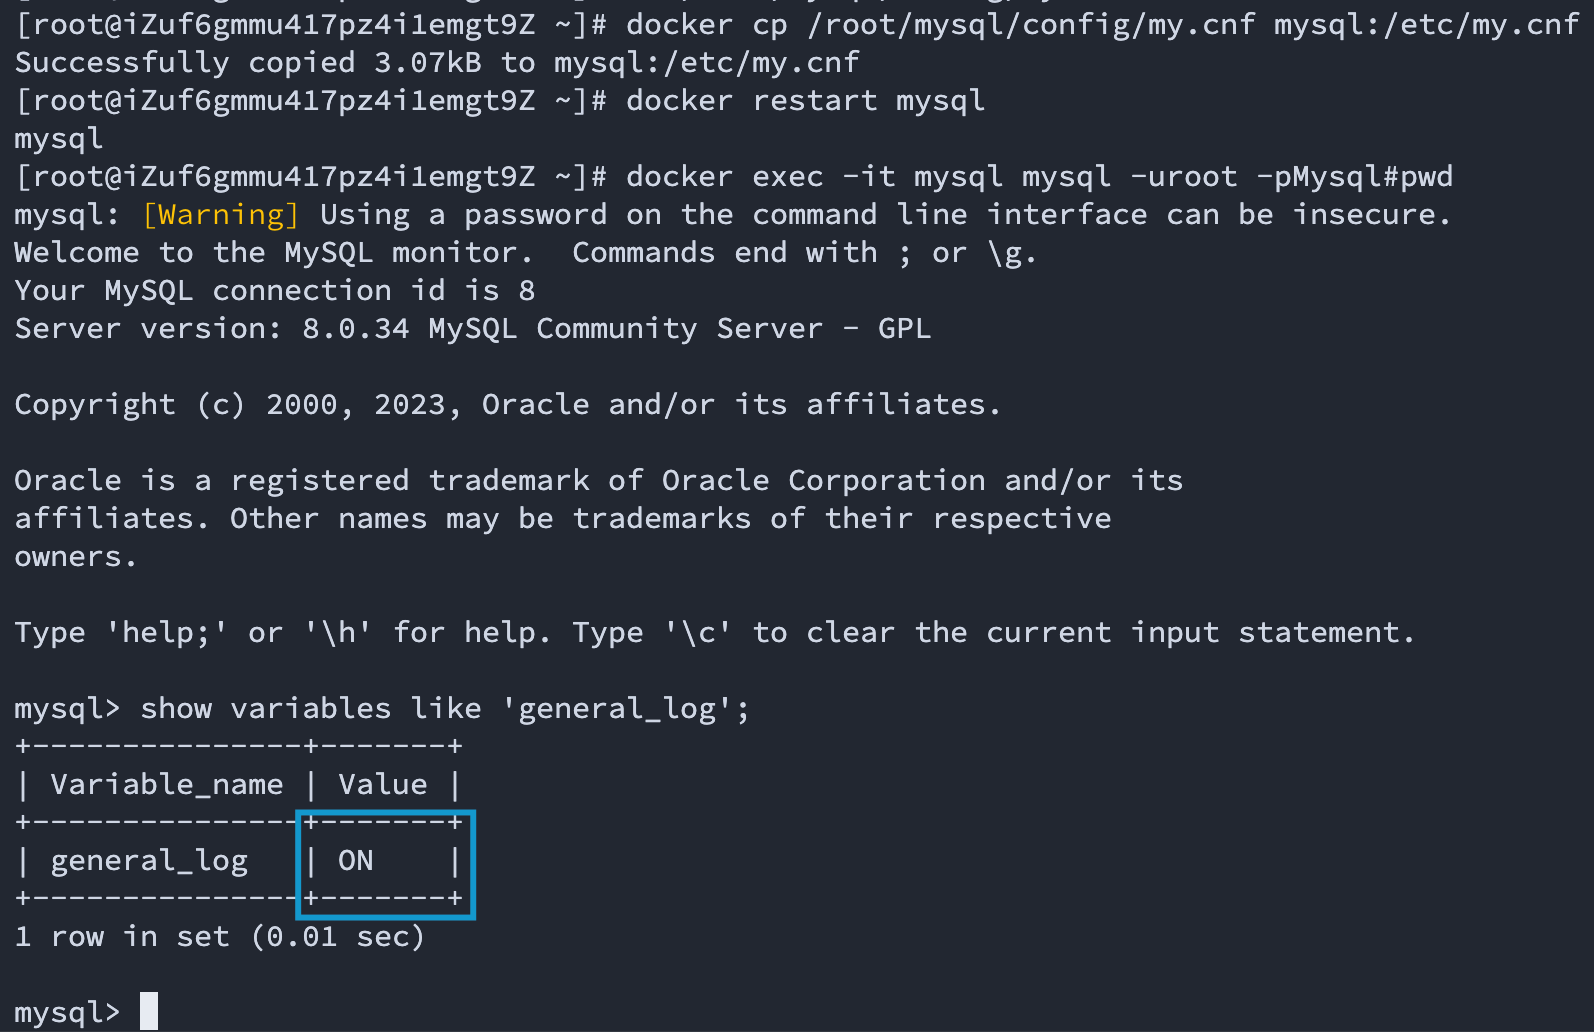 [root@iZuf6gmmu417pz4i1emgt9Z ~]# docker cp /root/mysql/config/my.cnf mysql:/etc/my.cnf
Successfully copied 3.07kB to mysql:/etc/my.cnf
[root@iZuf6gmmu417pz4i1emgt9Z ~]# docker restart mysql
mysql
[root@iZuf6gmmu417pz4i1emgt9Z ~]# docker exec -it mysql mysql -uroot -pMysql#pwd
mysql: [Warning] Using a password on the command line interface can be insecure.
Welcome to the MySQL monitor.  Commands end with ; or \g.
Your MySQL connection id is 8
Server version: 8.0.34 MySQL Community Server - GPL

Copyright (c) 2000, 2023, Oracle and/or its affiliates.

Oracle is a registered trademark of Oracle Corporation and/or its
affiliates. Other names may be trademarks of their respective
owners.

Type 'help;' or '\h' for help. Type '\c' to clear the current input statement.

mysql> show variables like 'general_log';
+---------------+-------+
| Variable_name | Value |
+---------------+-------+
| general_log   | ON    |
+---------------+-------+
1 row in set (0.01 sec)

mysql>